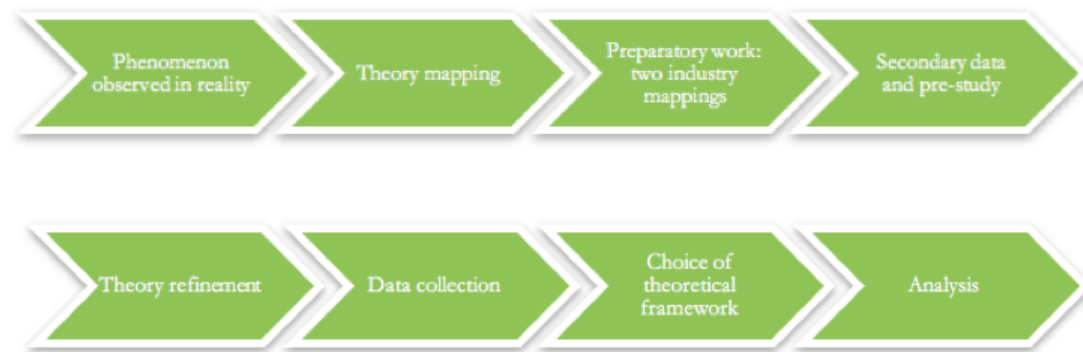 Phenomenon
observed in reality
Theory mapping
Preparatory work:
two industry
mappings
Secondary data
and pre-study
Theory refinement
Data collection
Choice of
theoretical
framework
Analysis